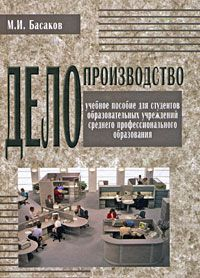 М.И. Басаков
ДЕЛО
ПРОИЗВОДСТВО
учебное пособие для студентов
образовательных учреждений
среднего профессионального
образования